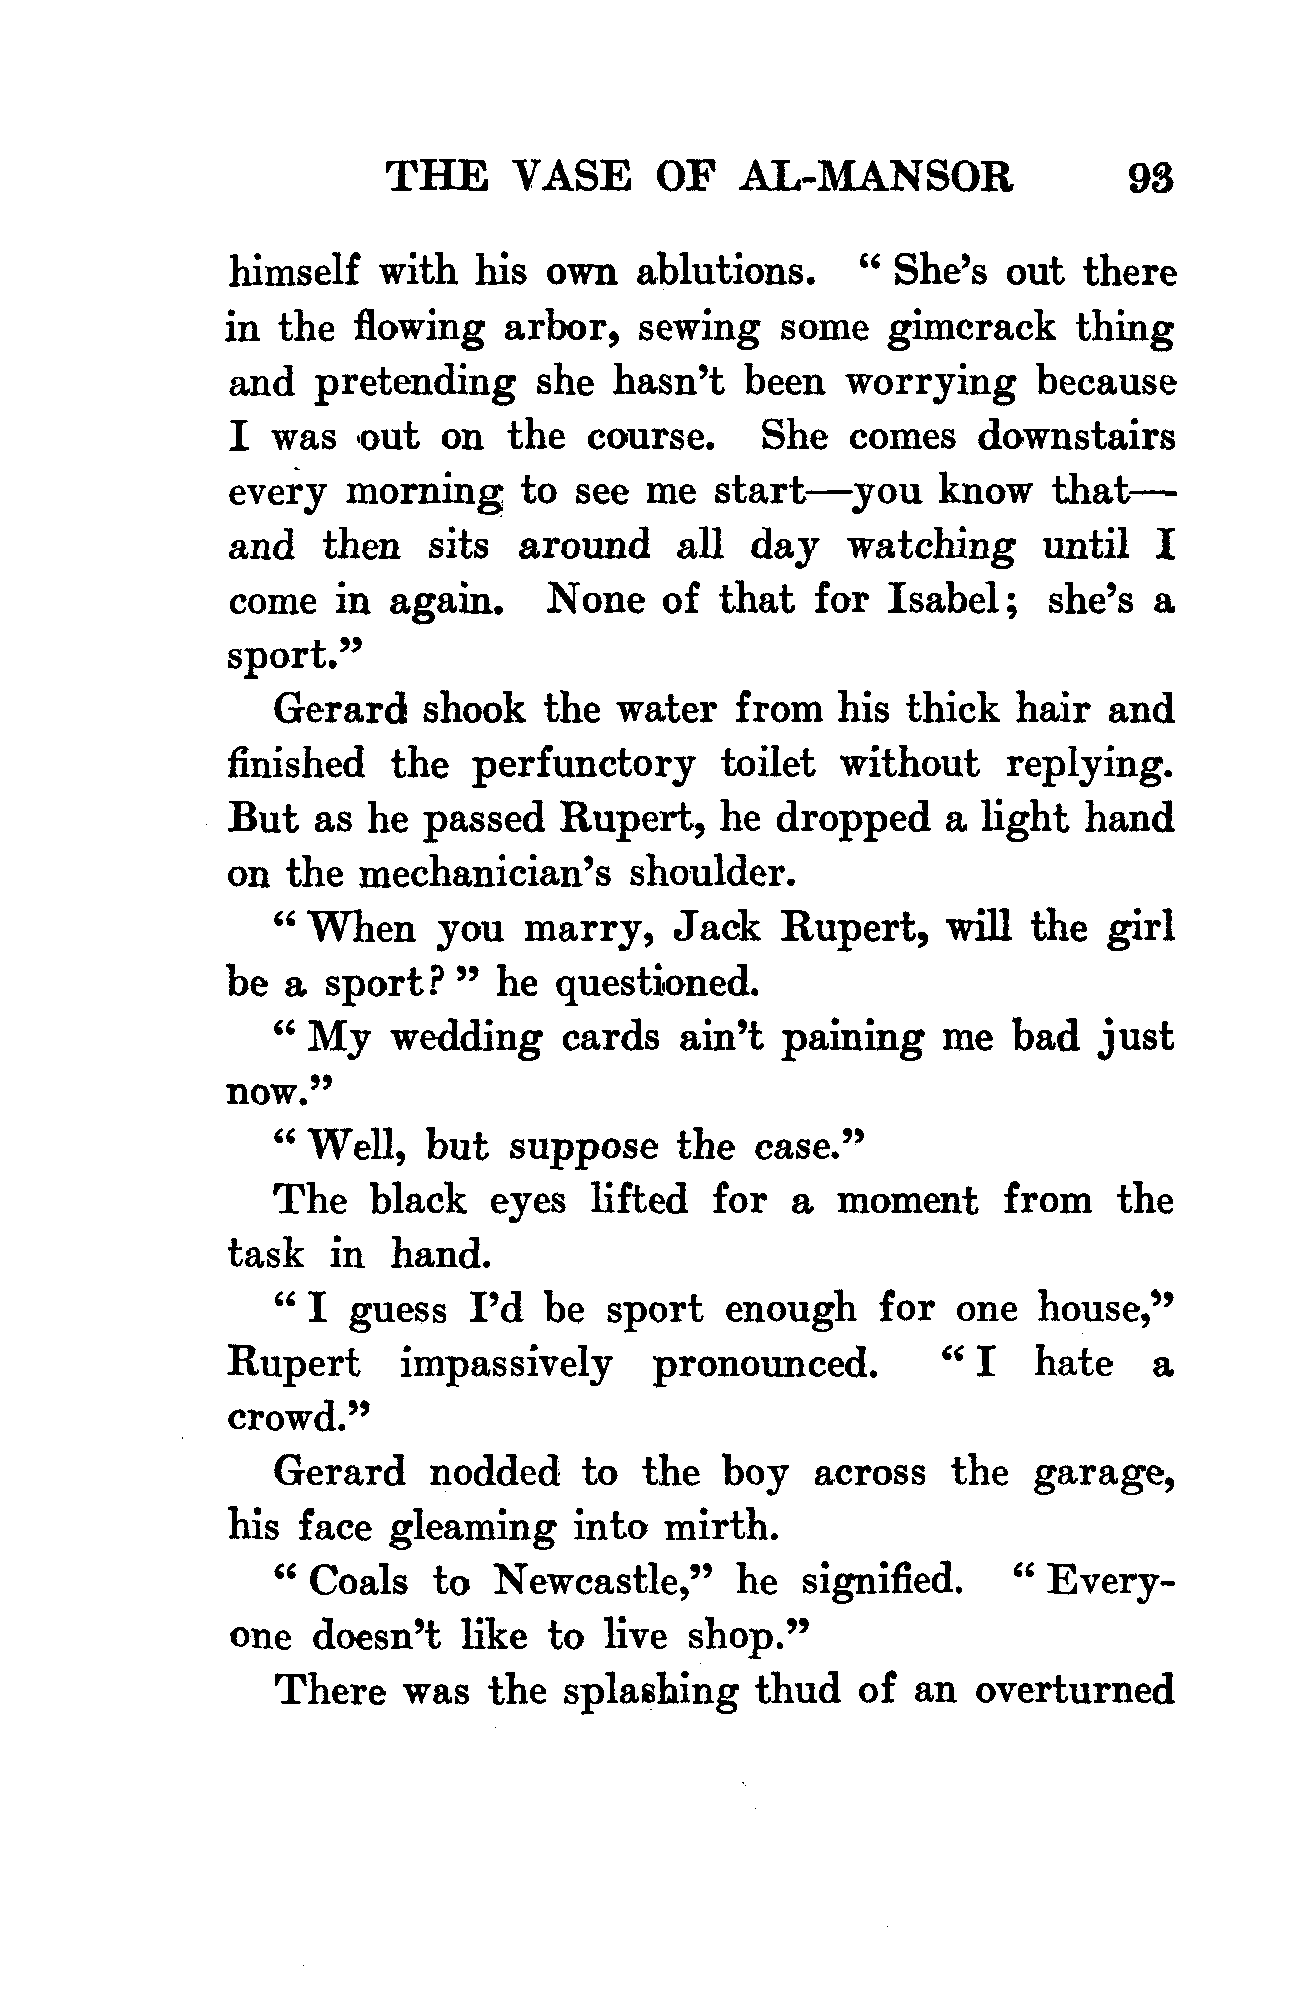 THE VASE OF AL-MANSOR 93
himself with his own ablutions. “ She’s out there
in the flowing arbor, sewing some gimcrack thing
and pretending she hasn’t been worrying because
I was out on the course. She comes downstairs
every morning to see me start—you know that—
and then sits around all day watching until I
come in again. None of that for Isabel; she’s a
sport.”
Gerard shook the water from his thick hair and
finished the perfunctory toilet without replying.
But as he passed Rupert, he dropped a light hand
on the mechanician’s shoulder.
“ When you marry, Jack Rupert, will the girl
be a sport? ” he questioned.
“ My wedding cards ain’t paining me bad just
now.”
“ Well, but suppose the case.”
The black eyes lifted for a moment from the
task in hand.
“ I guess I’d be sport enough for one house,”
Rupert impassively pronounced. “ I hate a
crowd.”
Gerard nodded to the boy across the garage,
his face gleaming into mirth.
“ Coals to Newcastle,” he signified. “ Every-
one doesn’t like to live shop.”
There was the splashing thud of an overturned